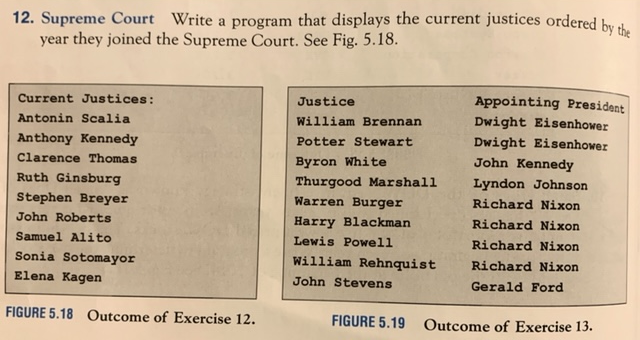 12. Supreme Court Write a program that displays the current justices ordered by the
year they joined the Supreme Court. See Fig. 5.18.
Current Justices:
Antonin Scalia
Anthony Kennedy
Clarence Thomas
Ruth Ginsburg
Stephen Breyer
John Roberts
Samuel Alito
Sonia Sotomayor
Elena Kagen
FIGURE 5.18 Outcome of Exercise 12.
Justice Appointing President
William Brennan Dwight Eisenhower
Potter Stewart Dwight Eisenhower
Byron White John Kennedy
Thurgood Marshall Lyndon Johnson
Warren Burger Richard Nixon
Harry Blackman Richard Nixon
Lewis Powell Richard Nixon
William Rehnquist Richard Nixon
John Stevens Gerald Ford
FIGURE 5.19 Outcome of Exercise 13.